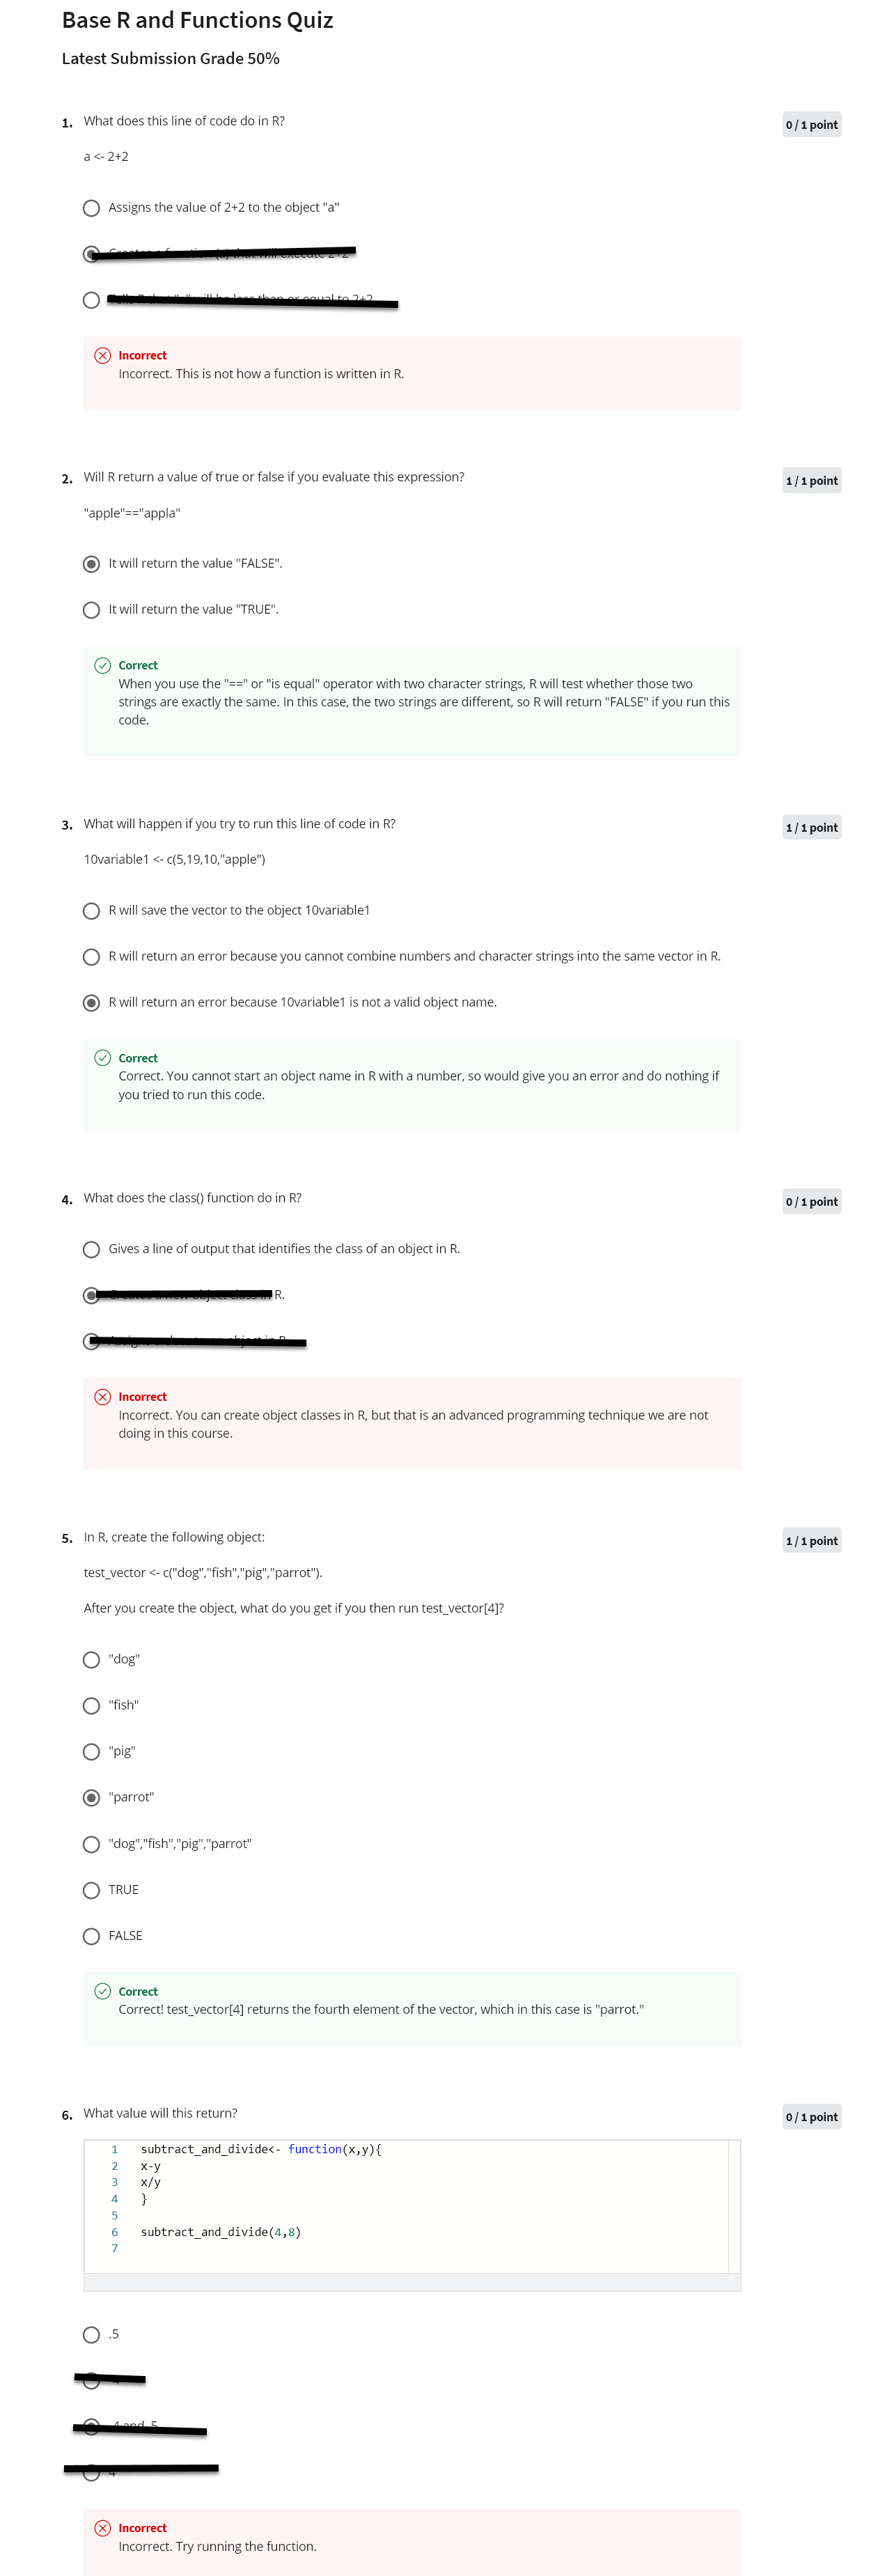 Base R and Functions Quiz
Latest Submission Grade 50%
1. What does this line of code do in R?
0 / 1 point
a <- 2+2
Assigns the value of 2+2 to the object "a"
Incorrect
Incorrect. This is not how a function is written in R.
2. Will R return a value of true or false if you evaluate this expression?
1 / 1 point
"apple"=="appla"
It will return the value "FALSE".
It will return the value "TRUE".
Correct
When you use the "==" or "is equal" operator with two character strings, R will test whether those two
strings are exactly the same. In this case, the two strings are different, so R will return "FALSE" if you run this
code.
3. What will happen if you try to run this line of code in R?
1 / 1 point
10variable1 <- c(5,19,10,"apple")
R will save the vector to the object 10variable1
R will return an error because you cannot combine numbers and character strings into the same vector in R.
R will return an error because 10variable1 is not a valid object name.
Correct
Correct. You cannot start an object name in R with a number, so would give you an error and do nothing if
you tried to run this code.
4. What does the class() function do in R?
0 / 1 point
Gives a line of output that identifies the class of an object in R.
R.
Incorrect
Incorrect. You can create object classes in R, but that is an advanced programming technique we are not
doing in this course.
5. In R, create the following object:
1 / 1 point
test_vector <- c("dog","fish","pig","parrot").
After you create the object, what do you get if you then run test_vector[4]?
"dog"
"fish"
"pig"
"parrot"
"dog","fish","pig","parrot"
TRUE
FALSE
Correct
Correct! test_vector[4] returns the fourth element of the vector, which in this case is "parrot."
6. What value will this return?
0 / 1 point
1 subtract_and_divide<- function(x,y){
2 x-y
3 x/y
4 }
5
6 subtract_and_divide(4,8)
7
.5
Incorrect
Incorrect. Try running the function.